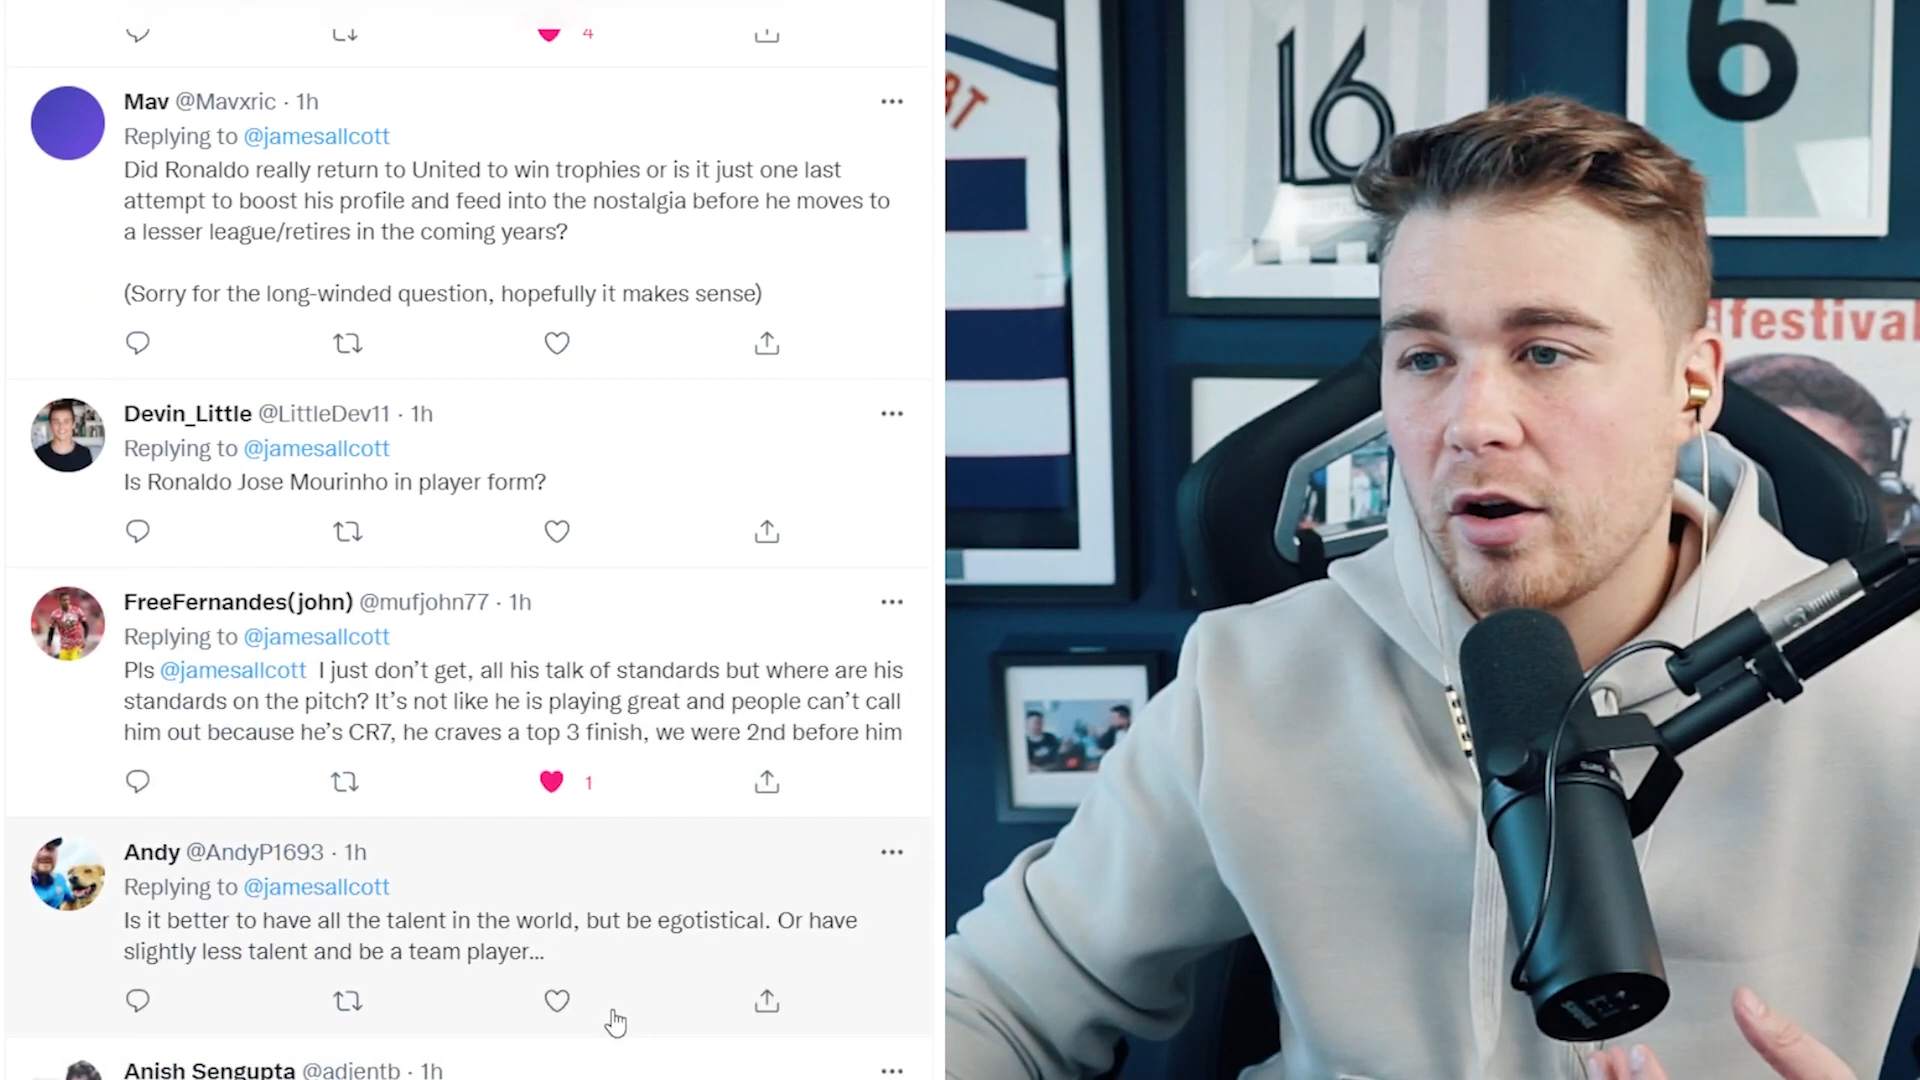 4
Mav @Mavxric · 1h
Replying to @jamesallcott
Did Ronaldo really return to United to win trophies or is it just one last
attempt to boost his profile and feed into the nostalgia before he moves to
a lesser league/retires in the coming years?
(Sorry for the long-winded question, hopefully it makes sense)
Devin_Little @LittleDev11 · 1h
Replying to @jamesallcott
Is Ronaldo Jose Mourinho in player form?
FreeFernandes(john) @mufjohn77 · 1h
Replying to @jamesallcott
Pls @jamesallcott I just don't get, all his talk of standards but where are his
standards on the pitch? It's not like he is playing great and people can't call
him out because he's CR7, he craves a top 3 finish, we were 2nd before him
1
Andy @AndyP1693 · 1h
Replying to @jamesallcott
Is it better to have all the talent in the world, but be egotistical. Or have
slightly less talent and be a team player...
Anish Sengupta @adientb · 1h
16
6
festival